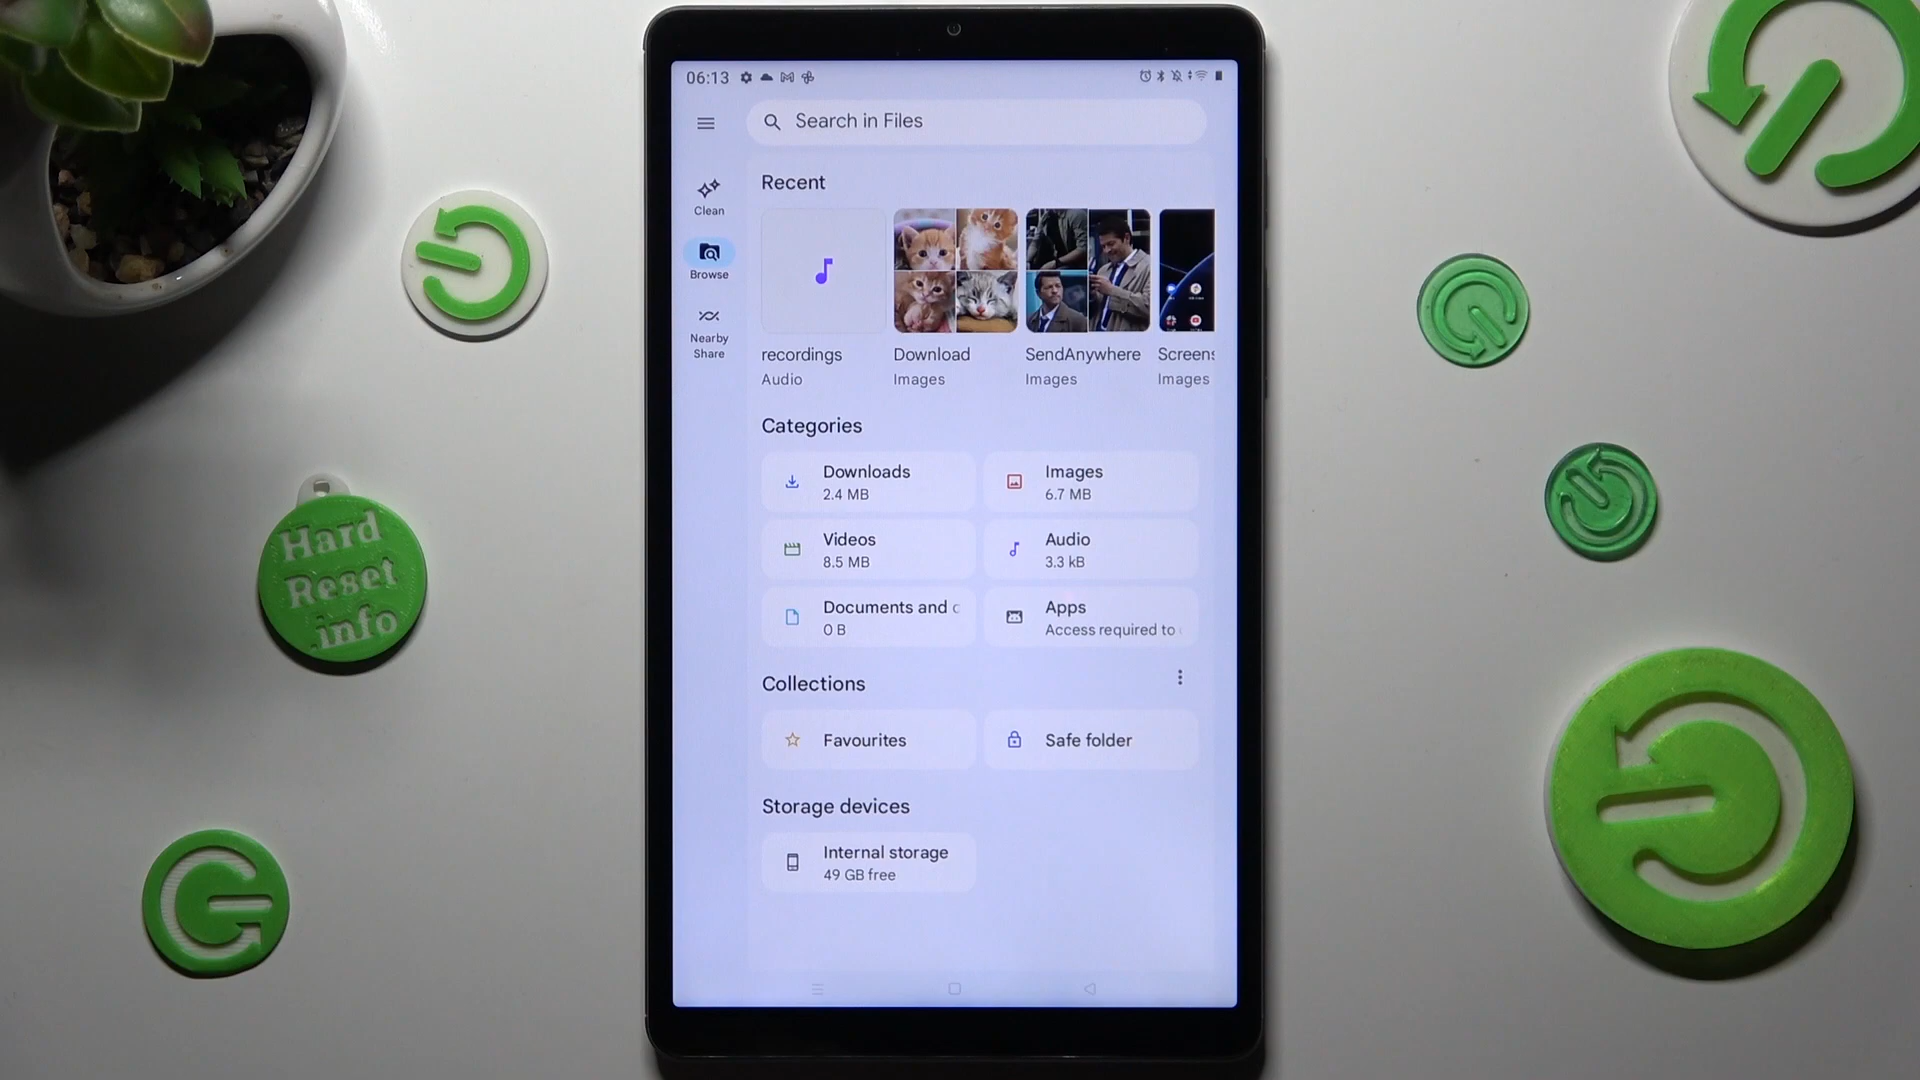 06:13
Search in Files
Recent
Clean
Browse
Nearby
Share
recordings
Audio
Download
Images
SendAnywhere
Images
Screens
Images
Categories
Downloads
2.4 MB
Images
6.7 MB
Videos
8.5 MB
Audio
3.3 kB
Documents and
0 B
Apps
Access required to
Collections
Favourites
Safe folder
Storage devices
Internal storage
49 GB free
Hard
Reset
.info